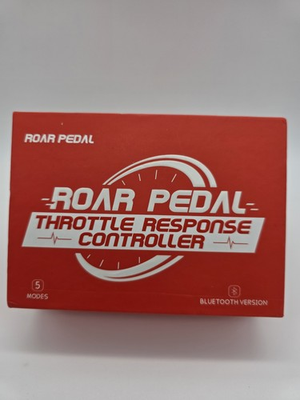 ROAR PEDAL
ROAR PEDAL
THROTTLE RESPONSE
CONTROLLER
5
MODES
BLUETOOTH VERSION